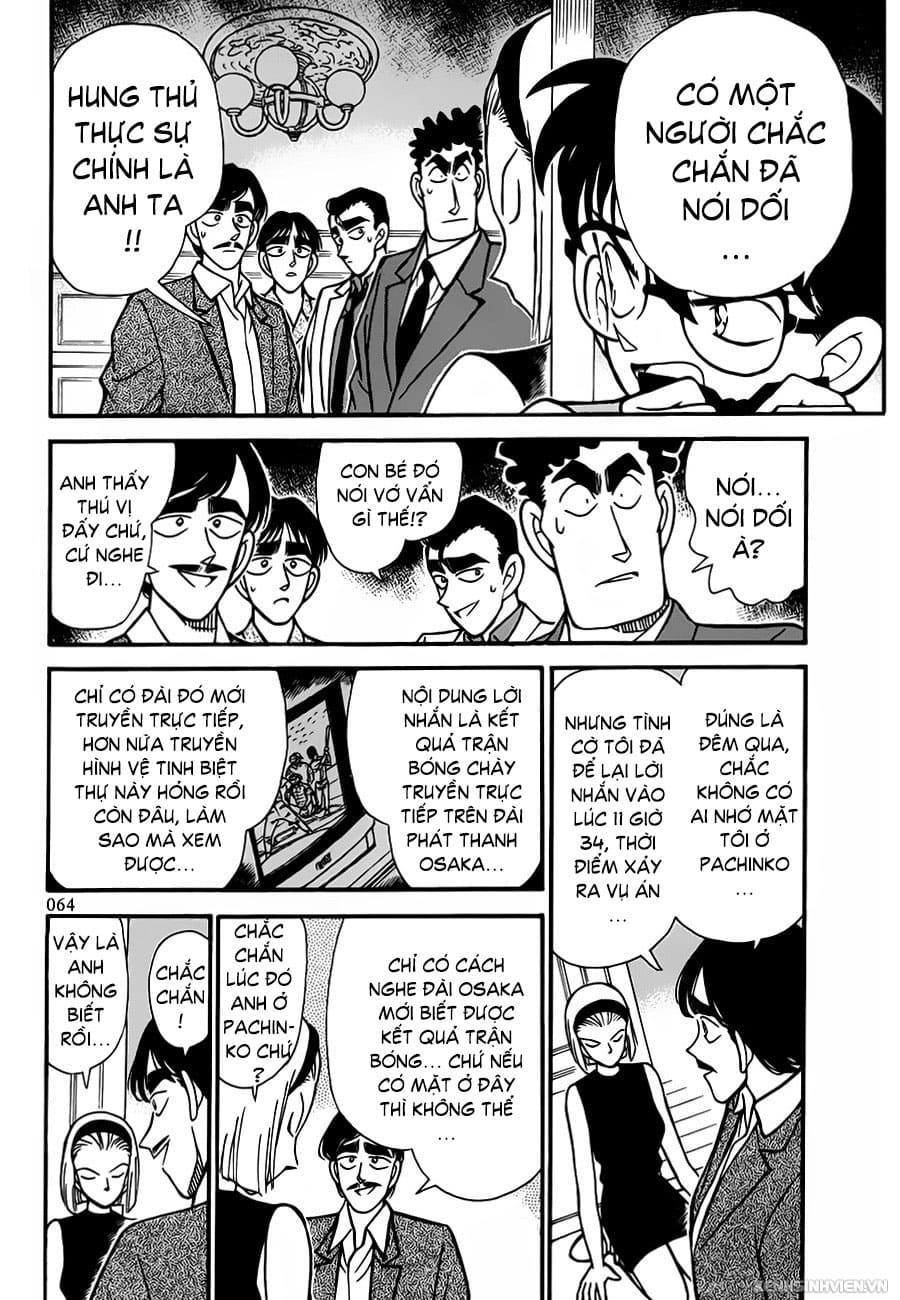 CÓ MỘT
NGƯỜI CHẮC
CHẮN ĐÃ
NÓI DỐI
...
HUNG THỦ
THỰC SỰ
CHÍNH LÀ
ANH TA
!!
NÓI...
NÓI DỐI
À?
CON BÉ ĐÓ
NÓI VỚ VẨN
GÌ THẾ!?
ANH THẤY
THÚ VỊ
ĐẤY CHỨ,
CỨ NGHE
ĐI...
ĐÚNG LÀ
ĐÊM QUA,
CHẮC
KHÔNG CÓ
AI NHỚ MẶT
TÔI Ở
PACHINKO
...
NHƯNG TÌNH
CỜ TÔI ĐÃ
ĐỂ LẠI LỜI
NHẮN VÀO
LÚC 11 GIỜ
34, THỜI
ĐIỂM XẢY
RA VỤ ÁN
...
NỘI DUNG LỜI
NHẮN LÀ KẾT
QUẢ TRẬN
BÓNG CHÀY
TRUYỀN TRỰC
TIẾP TRÊN ĐÀI
PHÁT THANH
OSAKA...
CHỈ CÓ ĐÀI ĐÓ MỚI
TRUYỀN TRỰC TIẾP,
HƠN NỮA TRUYỀN
HÌNH VỆ TINH BIỆT
THỰ NÀY HỎNG RỒI
CÒN ĐÂU, LÀM
SAO MÀ XEM
ĐƯỢC...
064
CHỈ CÓ CÁCH
NGHE ĐÀI OSAKA
MỚI BIẾT ĐƯỢC
KẾT QUẢ TRẬN
BÓNG... CHỨ NẾU
CÓ MẶT Ở ĐÂY
THÌ KHÔNG THỂ
...
CHẮC
CHẮN
LÚC ĐÓ
ANH Ở
PACHIN-
KO CHỨ
?
CHẮC
CHẮN
!
VẬY LÀ
ANH
KHÔNG
BIẾT
RỒI...
KENHSINHVIEN.VN